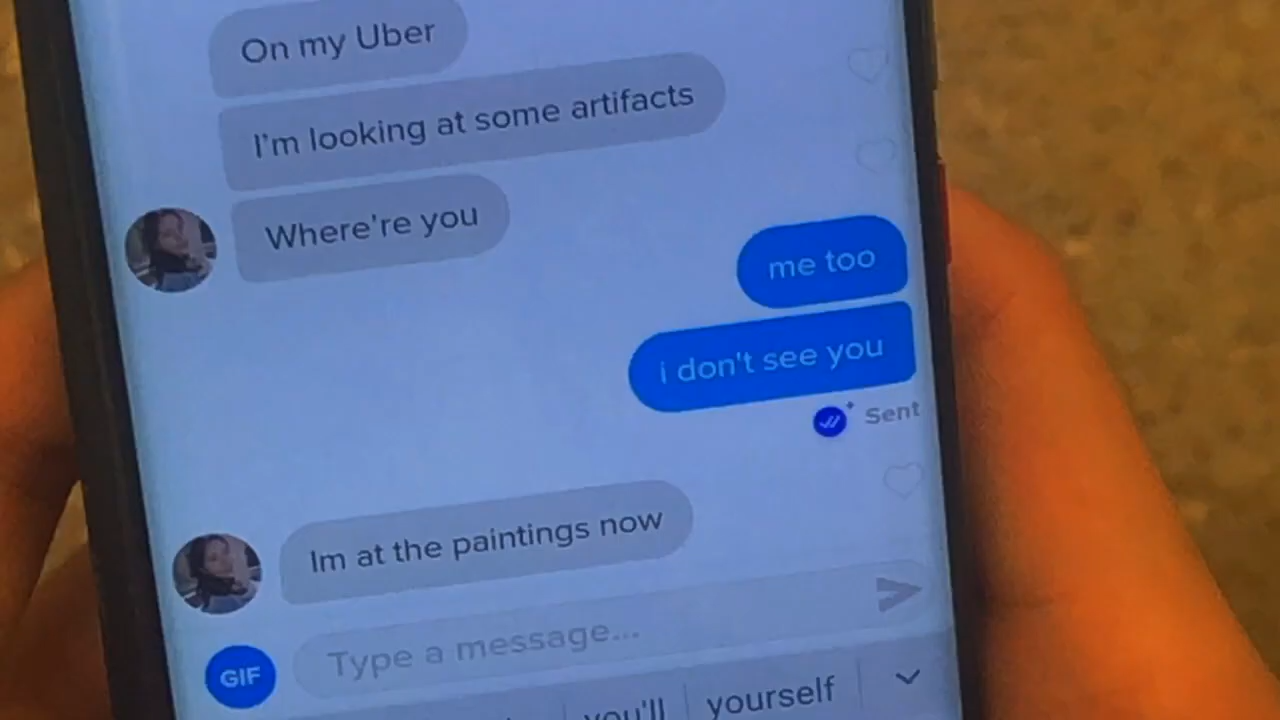 On my Uber
I'm looking at some artifacts
Where're you
me too
i don't see you
Sent
Im at the paintings now
Type a message...
GIF
you'll
yourself